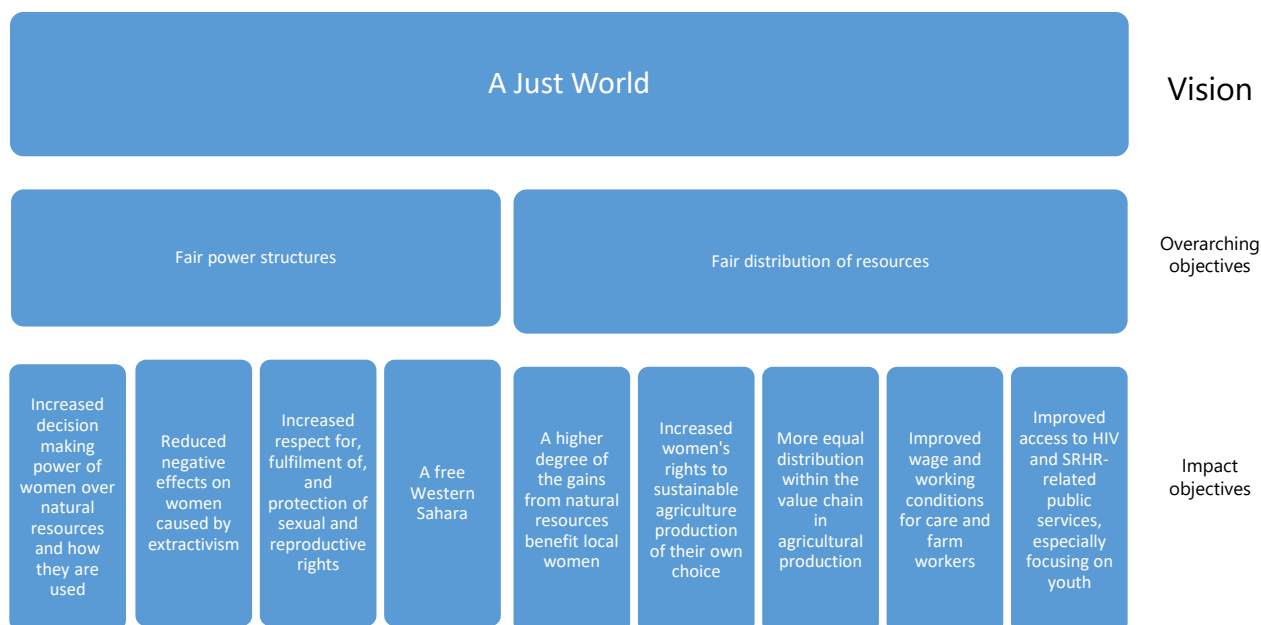 A Just World
Vision
Fair power structures
Fair distribution of resources
Overarching
objectives
Increased
decision
making
power of
women over
natural
resources
and how
they are
used
Reduced
negative
effects on
women
caused by
extractivism
Increased
respect for,
fulfilment of,
and
protection of
sexual and
reproductive
rights
A free
Western
Sahara
A higher
degree of
the gains
from natural
resources
benefit local
women
Increased
women's
rights to
sustainable
agriculture
production
of their own
choice
More equal
distribution
within the
value chain
in
agricultural
production
Improved
wage and
working
conditions
for care and
farm
workers
Improved
access to HIV
and SRHR-
related
public
services,
especially
focusing on
youth
Impact
objectives